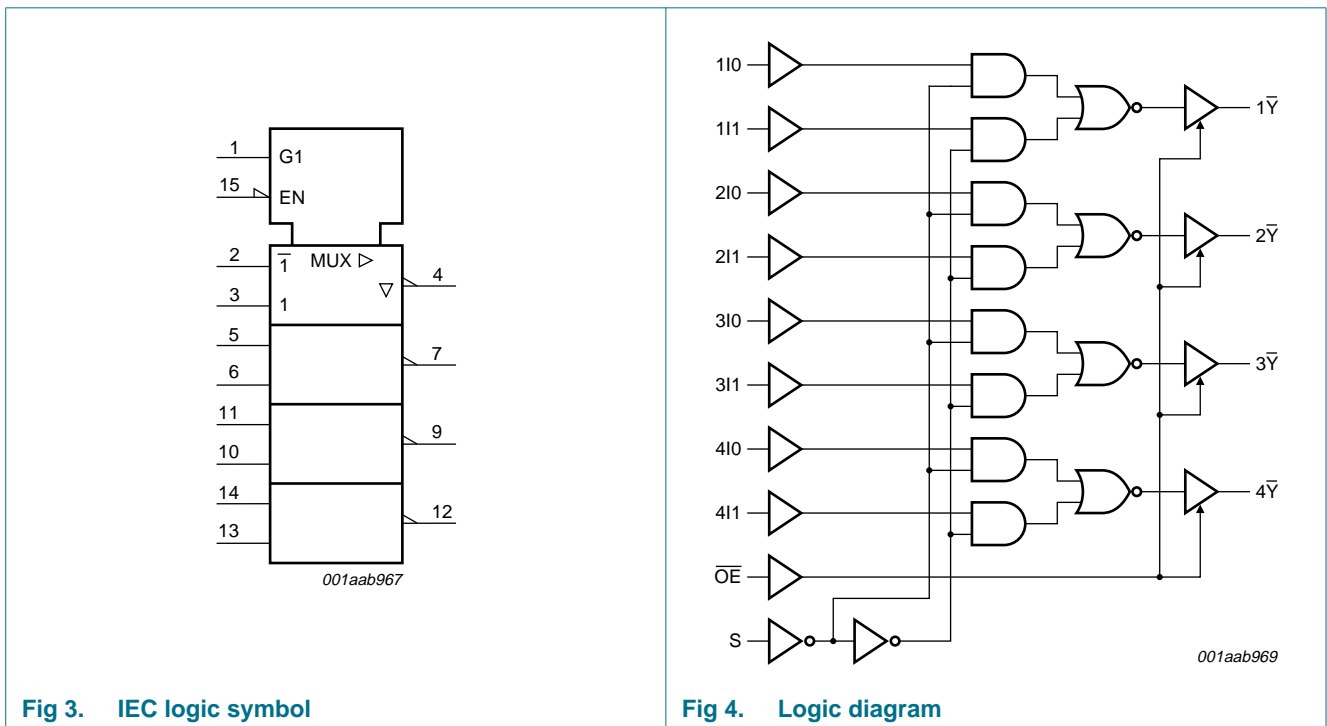 1
G1
15
EN
2
1̅
MUX
4
3
1
5
7
6
11
9
10
14
12
13
001aab967
Fig 3. IEC logic symbol
1I0
1Y̅
1I1
2I0
2Y̅
2I1
3I0
3Y̅
3I1
4I0
4Y̅
4I1
O̅E̅
S
001aab969
Fig 4. Logic diagram